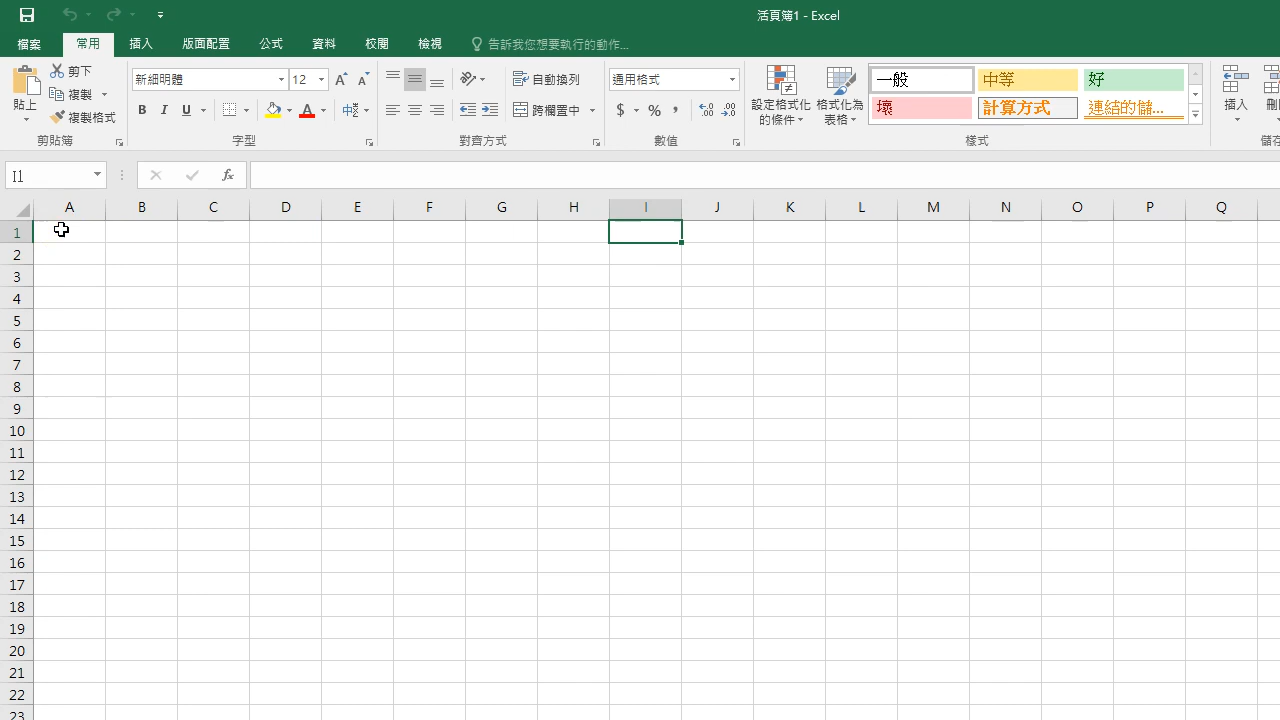 活頁簿1 - Excel
檔案 常用 插入 版面配置 公式 資料 校閱 檢視 告訴我您想要執行的動作...
貼上 剪下 複製 複製格式
新細明體 12
B I U 中
自動換列
跨欄置中
通用格式
$ % ,
設定格式化的條件 格式化為表格
一般 中等 好
壞 計算方式 連結的儲...
插入
剪貼簿 字型 對齊方式 數值 樣式
I1 fx
A B C D E F G H I J K L M N O P Q
1
2
3
4
5
6
7
8
9
10
11
12
13
14
15
16
17
18
19
20
21
22
23